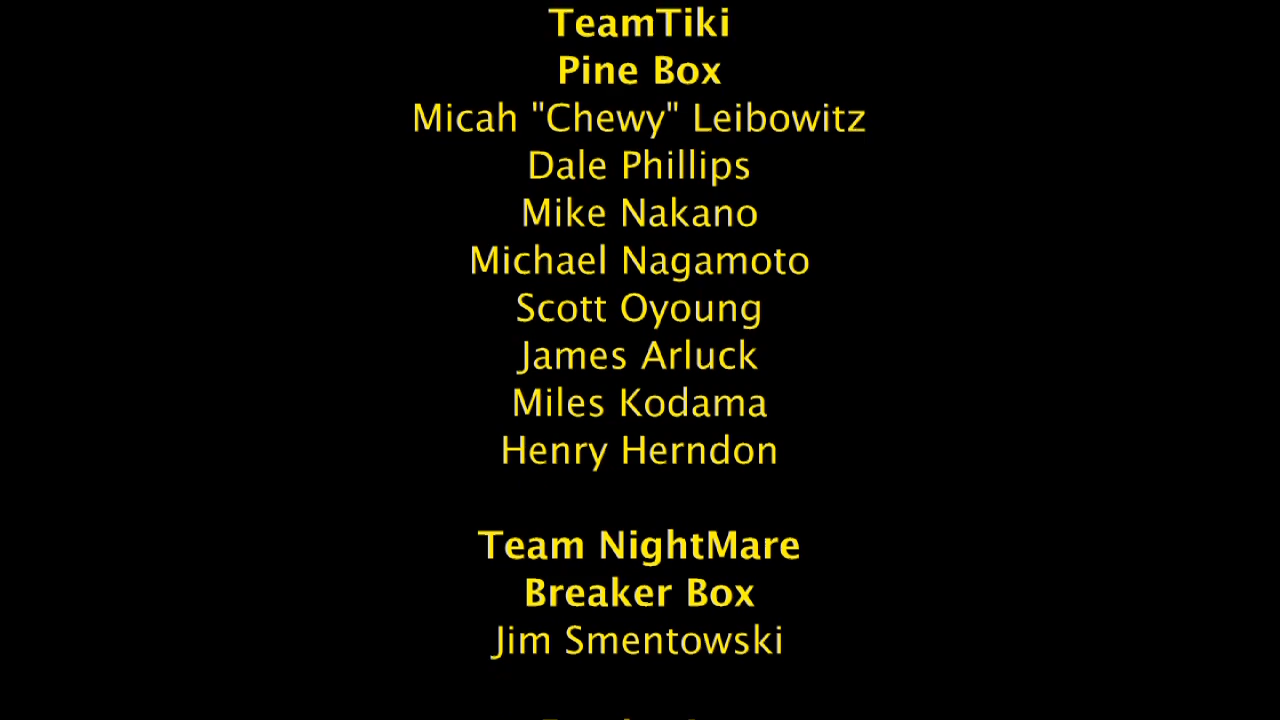 TeamTiki
Pine Box
Micah "Chewy" Leibowitz
Dale Phillips
Mike Nakano
Michael Nagamoto
Scott Oyoung
James Arluck
Miles Kodama
Henry Herndon
Team NightMare
Breaker Box
Jim Smentowski